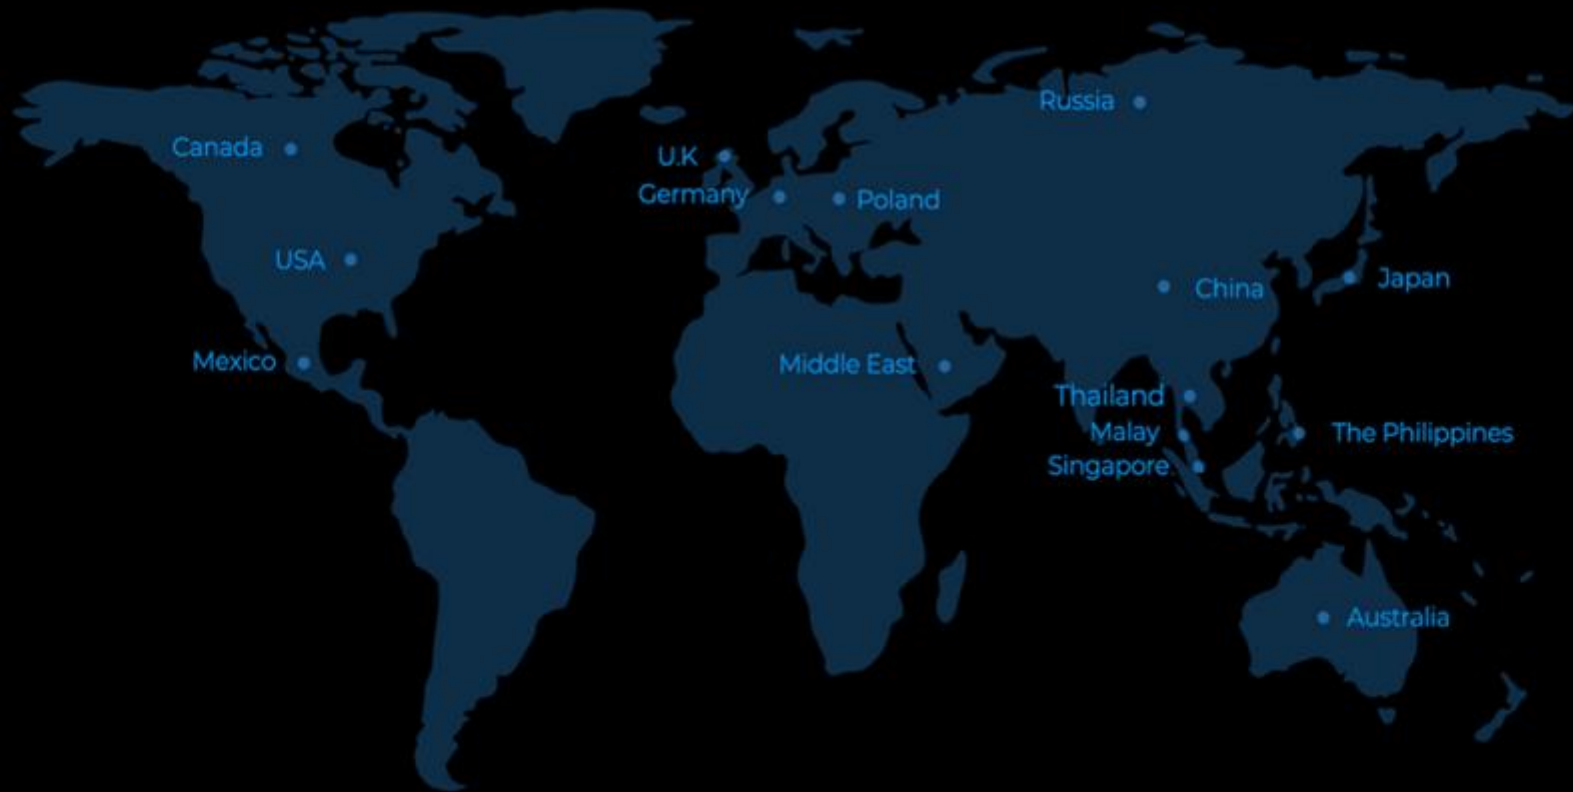 Russia
Canada
U.K
Germany
Poland
USA
China
Japan
Mexico
Middle East
Thailand
Malay
The Philippines
Singapore
Australia